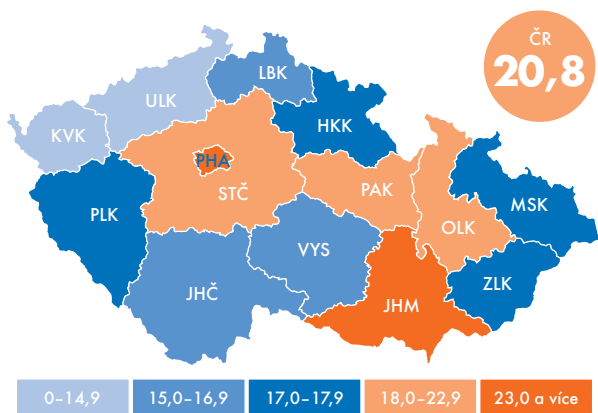 ČR
20,8
LBK
ULK
HKK
KVK
PHA
STČ
PAK
MSK
PLK
OLK
VYS
ZLK
JHČ
JHM
0–14,9
15,0–16,9
17,0–17,9
18,0–22,9
23,0 a více